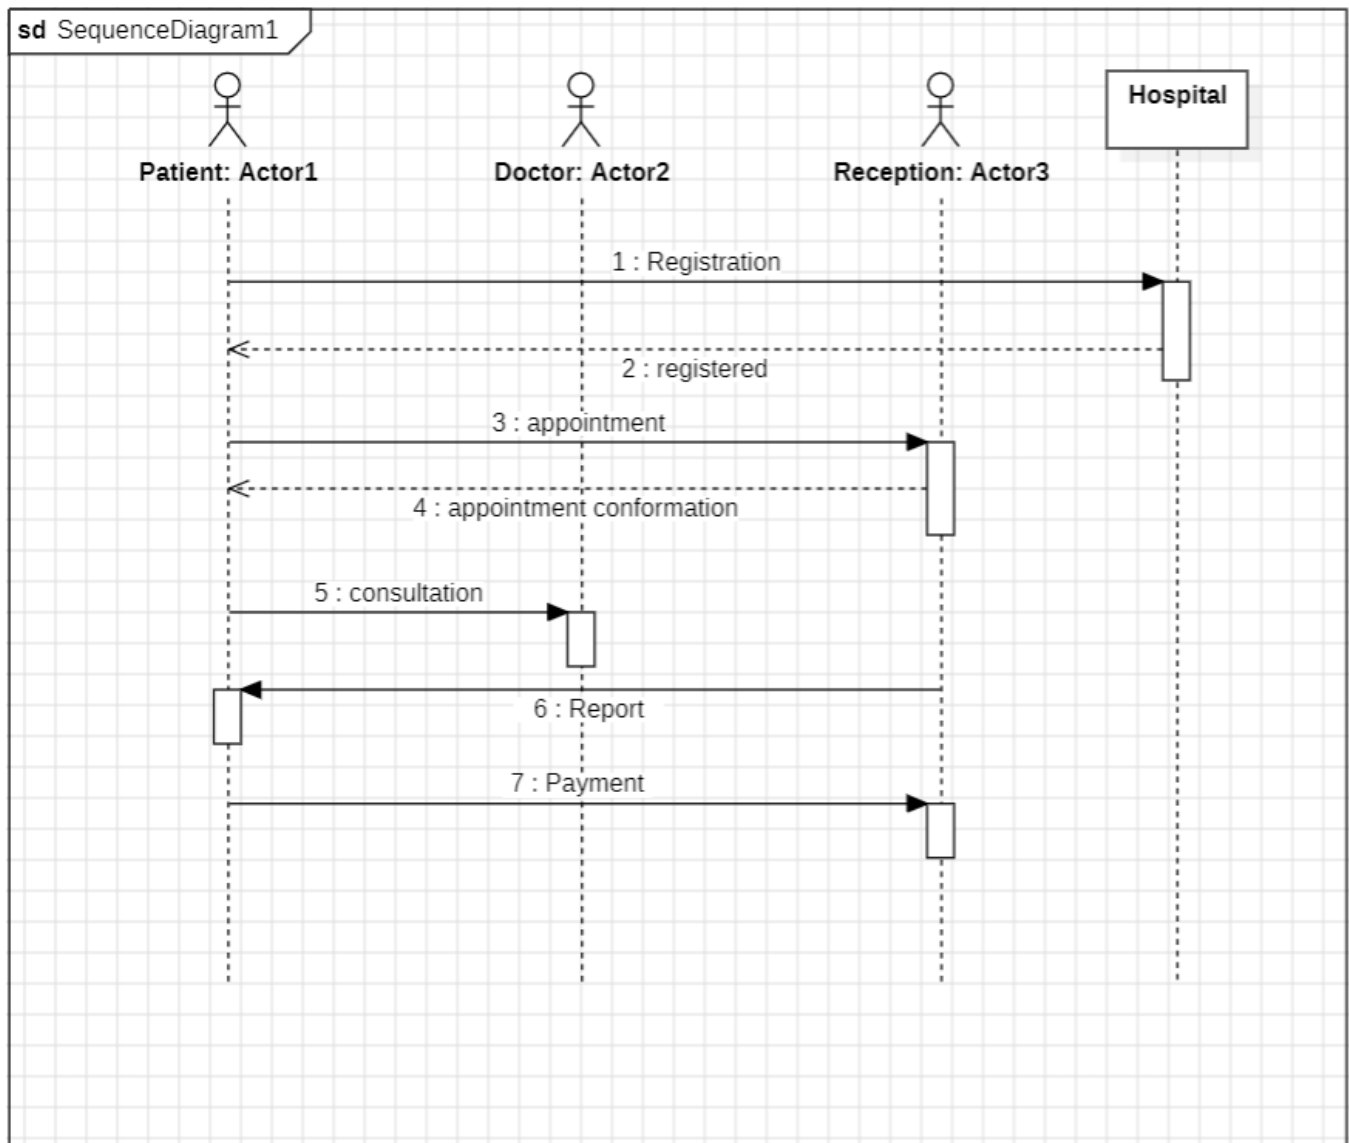 sd SequenceDiagram1
Patient: Actor1
Doctor: Actor2
Reception: Actor3
Hospital
1 : Registration
2 : registered
3 : appointment
4 : appointment conformation
5 : consultation
6 : Report
7 : Payment